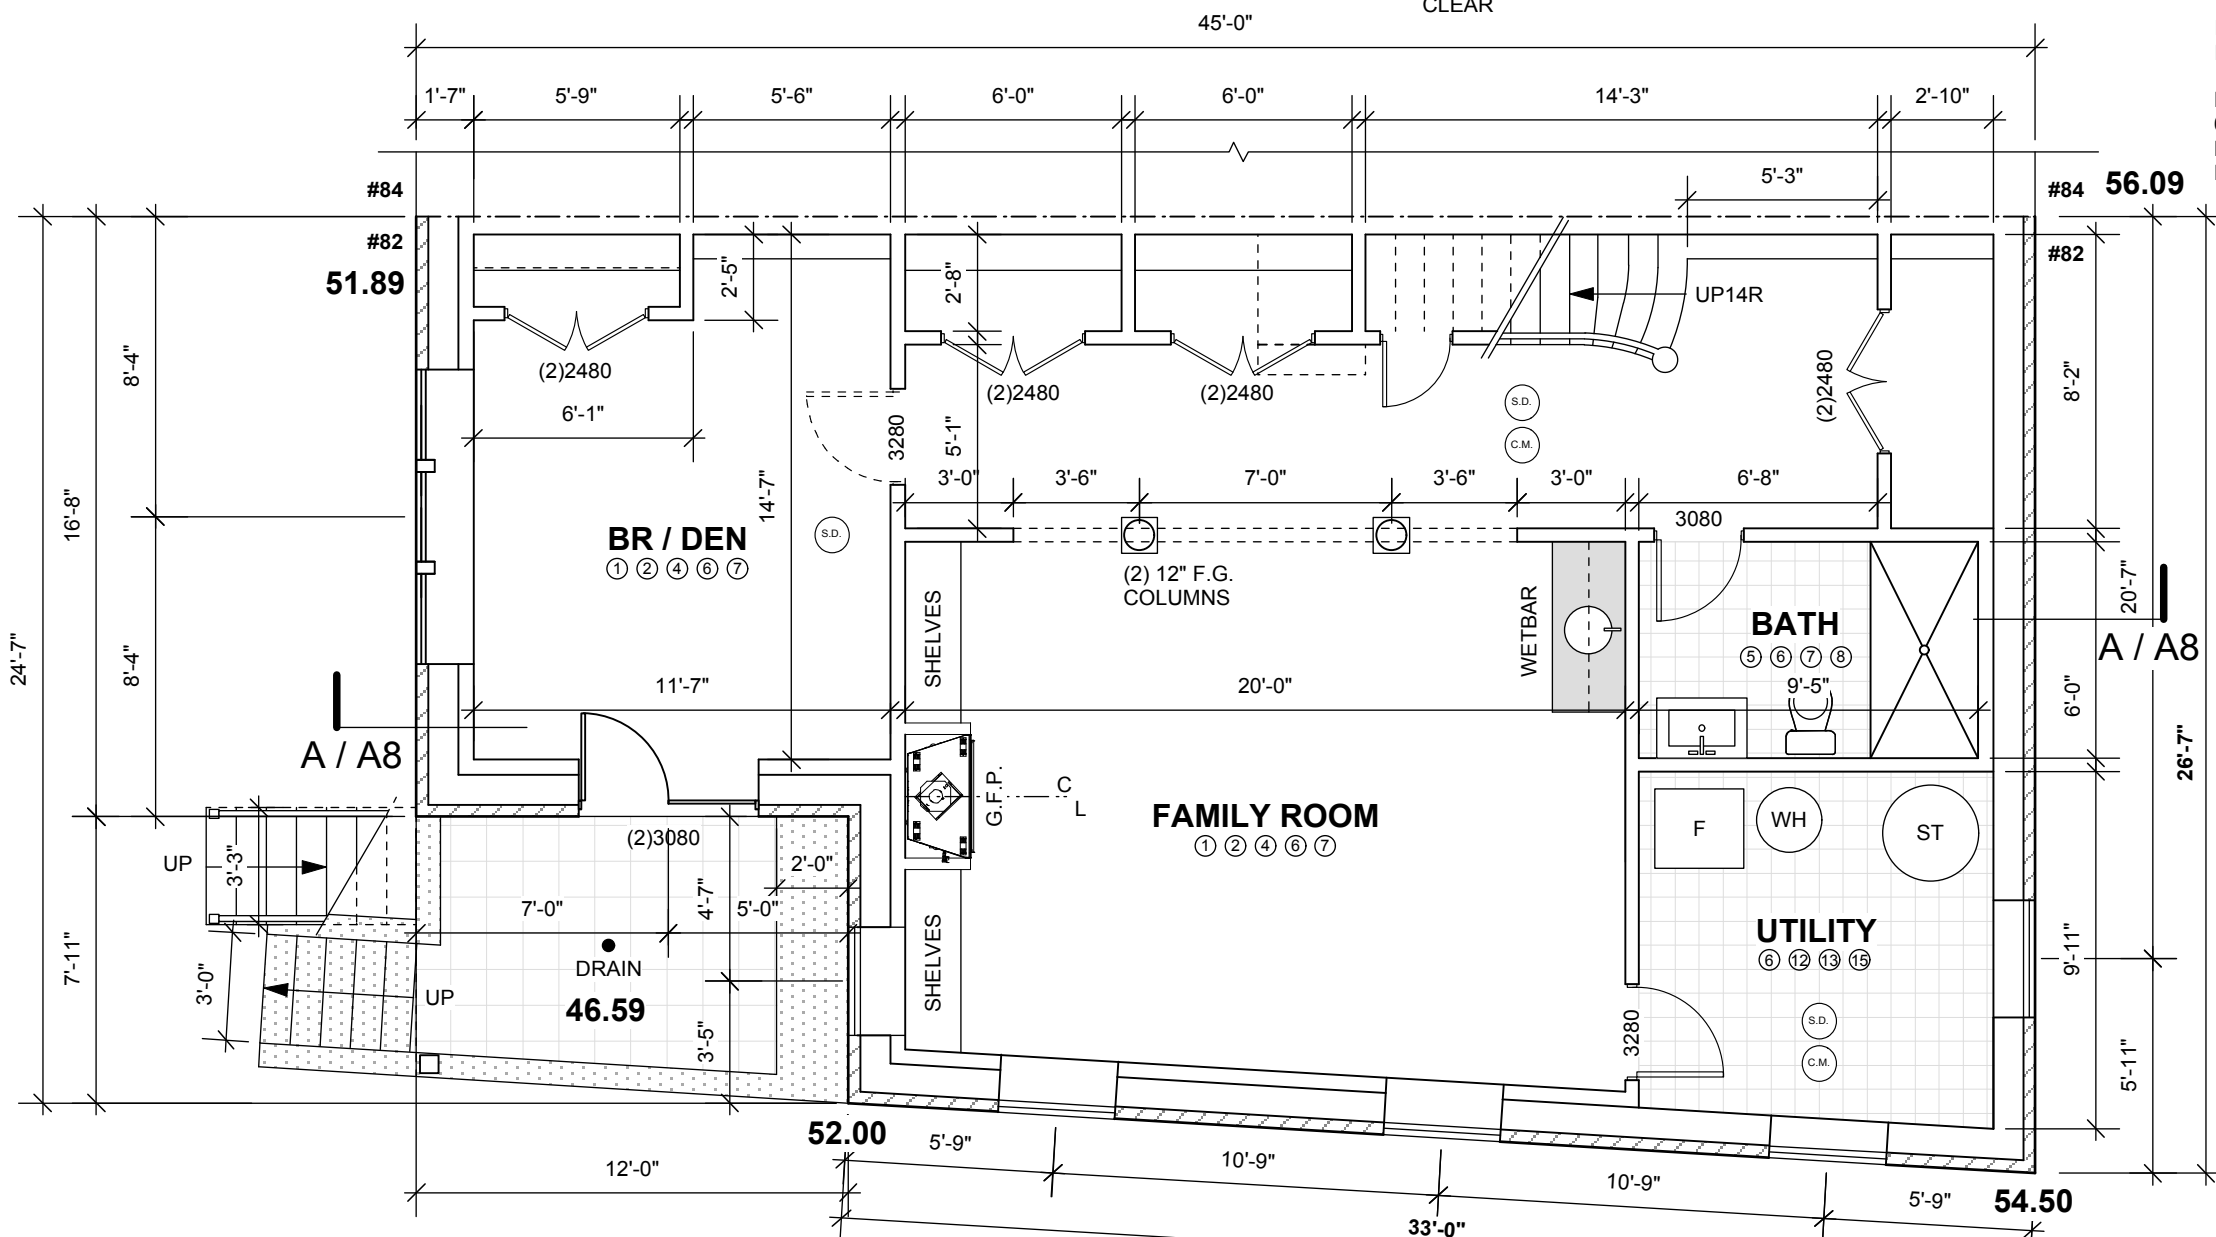 CLEAR
45'-0"
1'-7" 5'-9" 5'-6" 6'-0" 6'-0" 14'-3" 2'-10"
5'-3"
#84 #84 56.09
#82 #82
51.89
2'-5" 2'-8" UP14R
8'-4" (2)2480 (2)2480 (2)2480 (2)2480 8'-2"
6'-1" S.D.
3280 5'-1" C.M.
3'-0" 3'-6" 7'-0" 3'-6" 3'-0" 6'-8"
16'-8" 14'-7" 3080
BR / DEN S.D.
1 2 4 6 7
(2) 12" F.G.
COLUMNS
20'-7"
24'-7" SHELVES WETBAR BATH
5 6 7 8
A / A8
8'-4" 11'-7" 20'-0" 9'-5" 6'-0"
A / A8
26'-7"
G.F.P. C
L
FAMILY ROOM
1 2 4 6 7
F WH ST
(2)3080
UP 3'-3" 2'-0"
7'-0" 4'-7" 5'-0"
7'-11" SHELVES UTILITY
6 12 13 15
9'-11"
DRAIN
3'-0" UP 46.59
S.D.
3'-5" 3280 C.M. 5'-11"
52.00
5'-9" 10'-9" 10'-9" 5'-9" 54.50
12'-0"
33'-0"